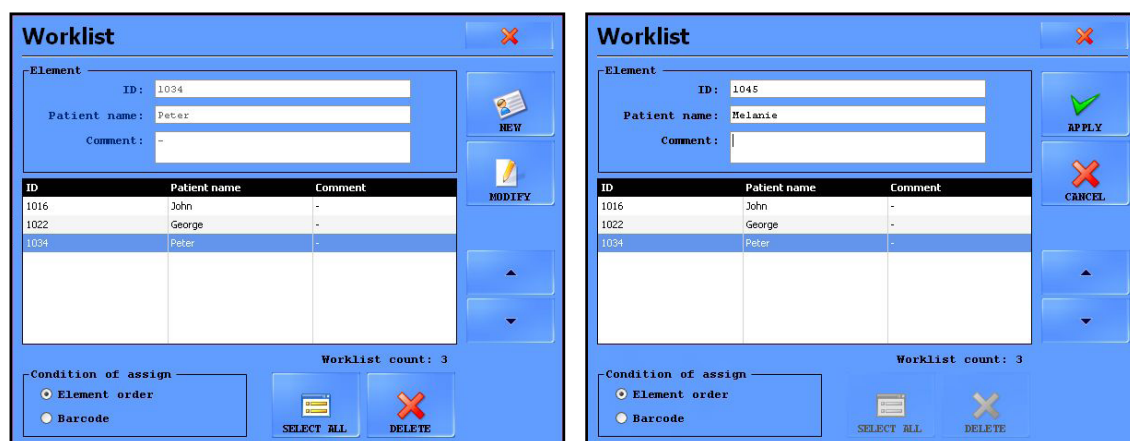 Worklist
Element
ID: 1034
Patient name: Peter
Comment: -
NEW
MODIFY
ID Patient name Comment
1016 John -
1022 George -
1034 Peter -
Worklist count: 3
Condition of assign
Element order
Barcode
SELECT ALL
DELETE
Worklist
Element
ID: 1045
Patient name: Melanie
Comment:
APPLY
CANCEL
ID Patient name Comment
1016 John -
1022 George -
1034 Peter -
Worklist count: 3
Condition of assign
Element order
Barcode
SELECT ALL
DELETE